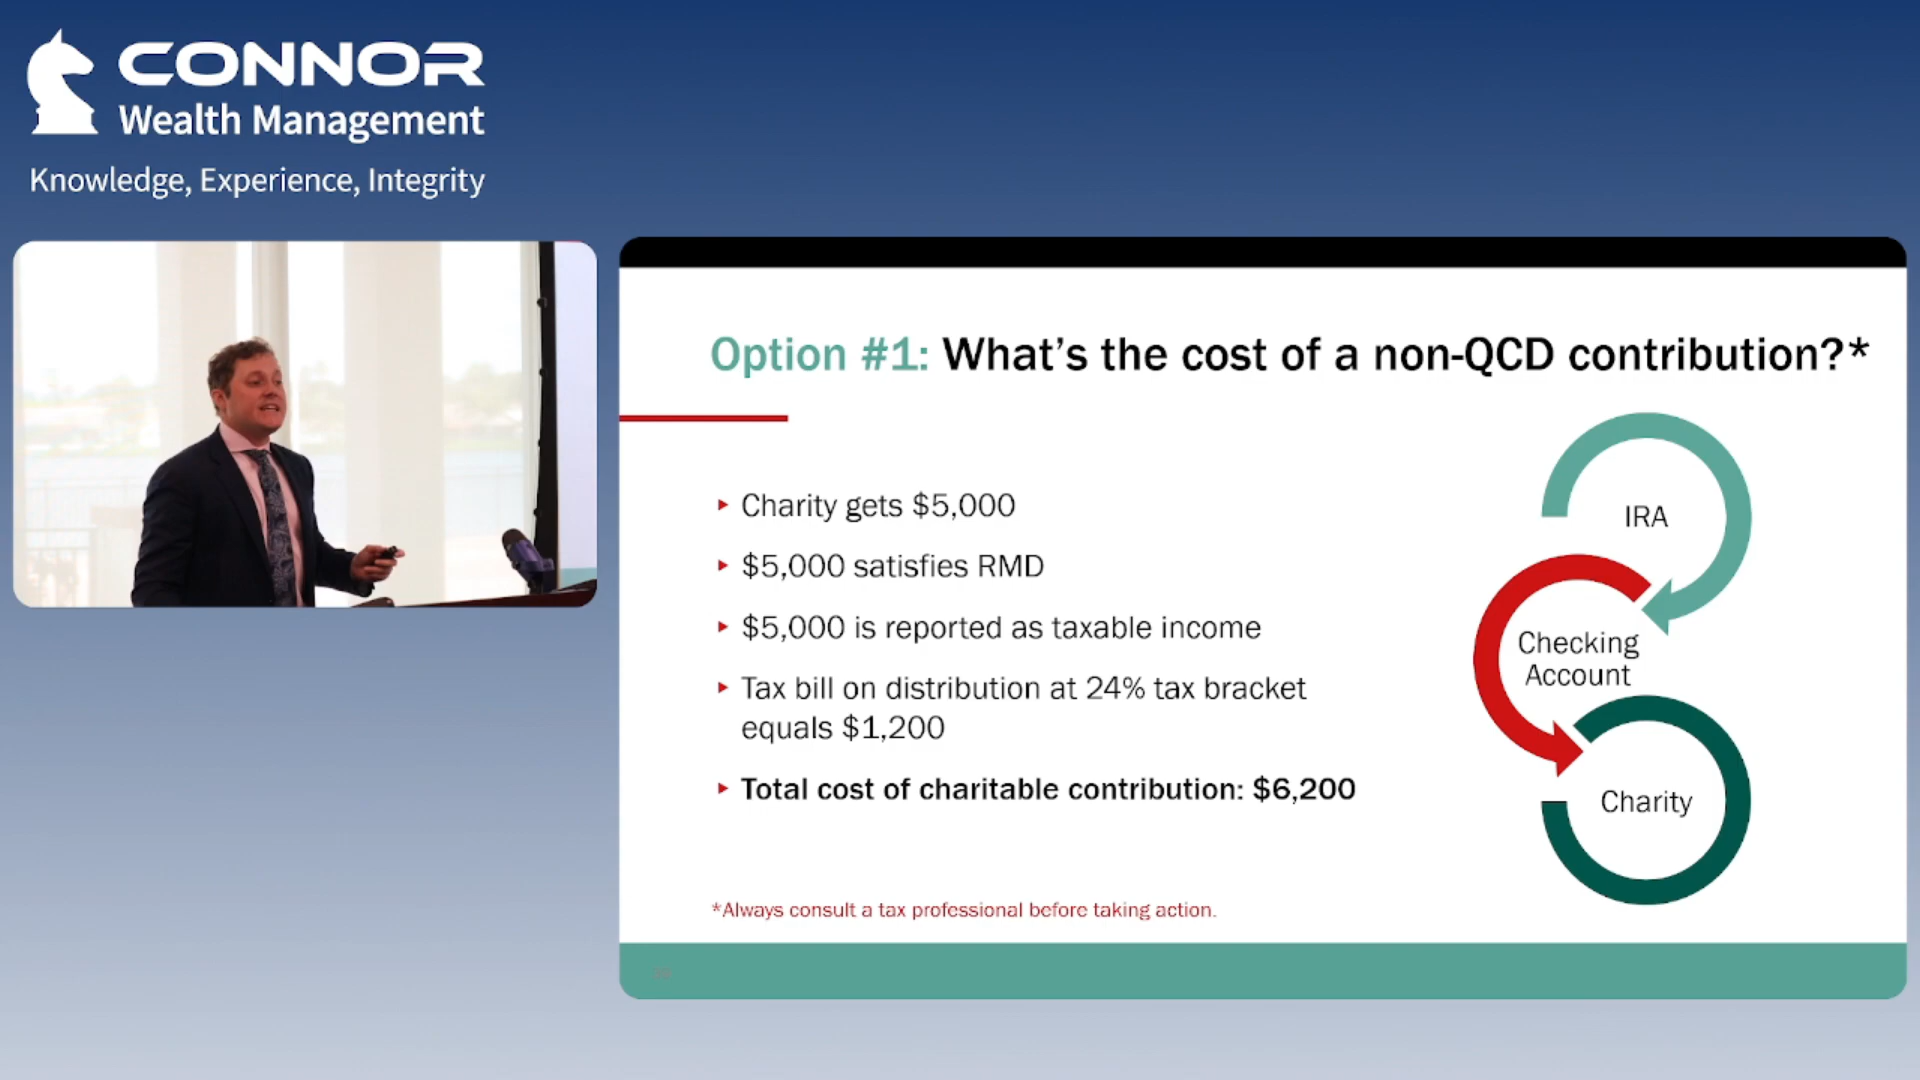 CONNOR
Wealth Management
Knowledge, Experience, Integrity
Option #1: What's the cost of a non-QCD contribution?*
▸ Charity gets $5,000
▸ $5,000 satisfies RMD
▸ $5,000 is reported as taxable income
▸ Tax bill on distribution at 24% tax bracket
equals $1,200
▸ Total cost of charitable contribution: $6,200
IRA
Checking
Account
Charity
*Always consult a tax professional before taking action.